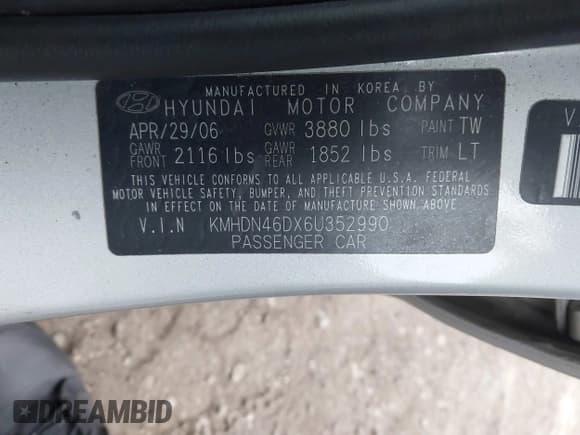 MANUFACTURED IN KOREA BY
HYUNDAI MOTOR COMPANY
APR/29/06 GVWR 3880 lbs PAINT TW
GAWR FRONT 2116 lbs GAWR REAR 1852 lbs TRIM LT
THIS VEHICLE CONFORMS TO ALL APPLICABLE U.S.A. FEDERAL
MOTOR VEHICLE SAFETY, BUMPER, AND THEFT PREVENTION STANDARDS
IN EFFECT ON THE DATE OF MANUFACTURE SHOWN ABOVE.
V.I.N KMHDN46DX6U352990
PASSENGER CAR
V
DREAMBID